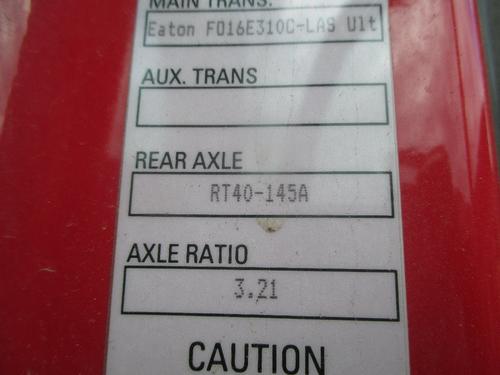 MAIN TRANS.
Eaton FO16E310C-LAS Ult
AUX. TRANS
REAR AXLE
RT40-145A
AXLE RATIO
3.21
CAUTION